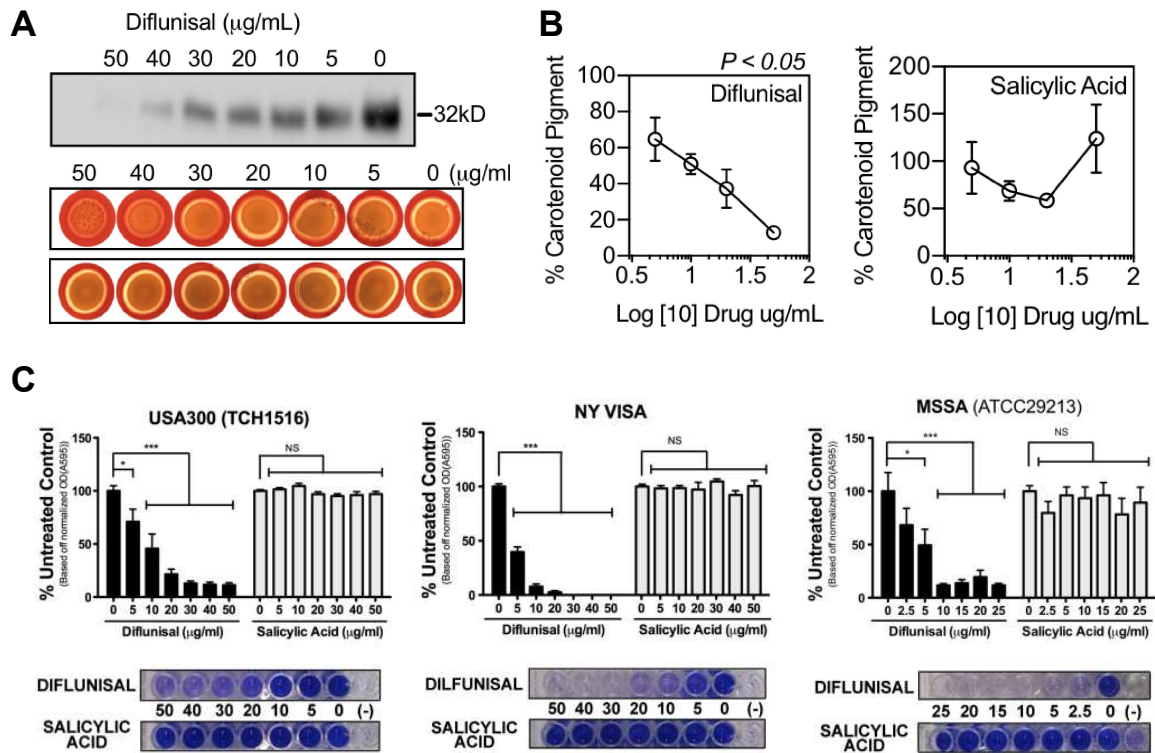 A
Diflunisal (μg/mL)
50 40 30 20 10 5 0
32kD
50 40 30 20 10 5 0 (μg/ml
B
P < 0.05
100
80
60
40
20
0
% Carotenoid Pigment
Diflunisal
0.5 1 1.5 2
Log [10] Drug ug/mL
200
150
100
50
0
% Carotenoid Pigment
Salicylic Acid
0.5 1 1.5 2
Log [10] Drug ug/mL
C
USA300 (TCH1516)
% Untreated Control
(Based off normalized OD(A595))
150
100
50
0
***
*
NS
0 5 10 20 30 40 50 0 5 10 20 30 40 50
Diflunisal (μg/ml) Salicylic Acid (μg/ml)
DIFLUNISAL
50 40 30 20 10 5 0 (-)
SALICYLIC
ACID
NY VISA
% Untreated Control
(Based off normalized OD(A595))
150
100
50
0
***
NS
0 5 10 20 30 40 50 0 5 10 20 30 40 50
Diflunisal (μg/ml) Salicylic Acid (μg/ml)
DILFUNISAL
50 40 30 20 10 5 0 (-)
SALICYLIC
ACID
MSSA (ATCC29213)
% Untreated Control
(Based off normalized OD(A595))
150
100
50
0
***
*
NS
0 2.5 5 10 15 20 25 0 2.5 5 10 15 20 25
Diflunisal (μg/ml) Salicylic Acid (μg/ml)
DIFLUNISAL
25 20 15 10 5 2.5 0 (-)
SALICYLIC
ACID